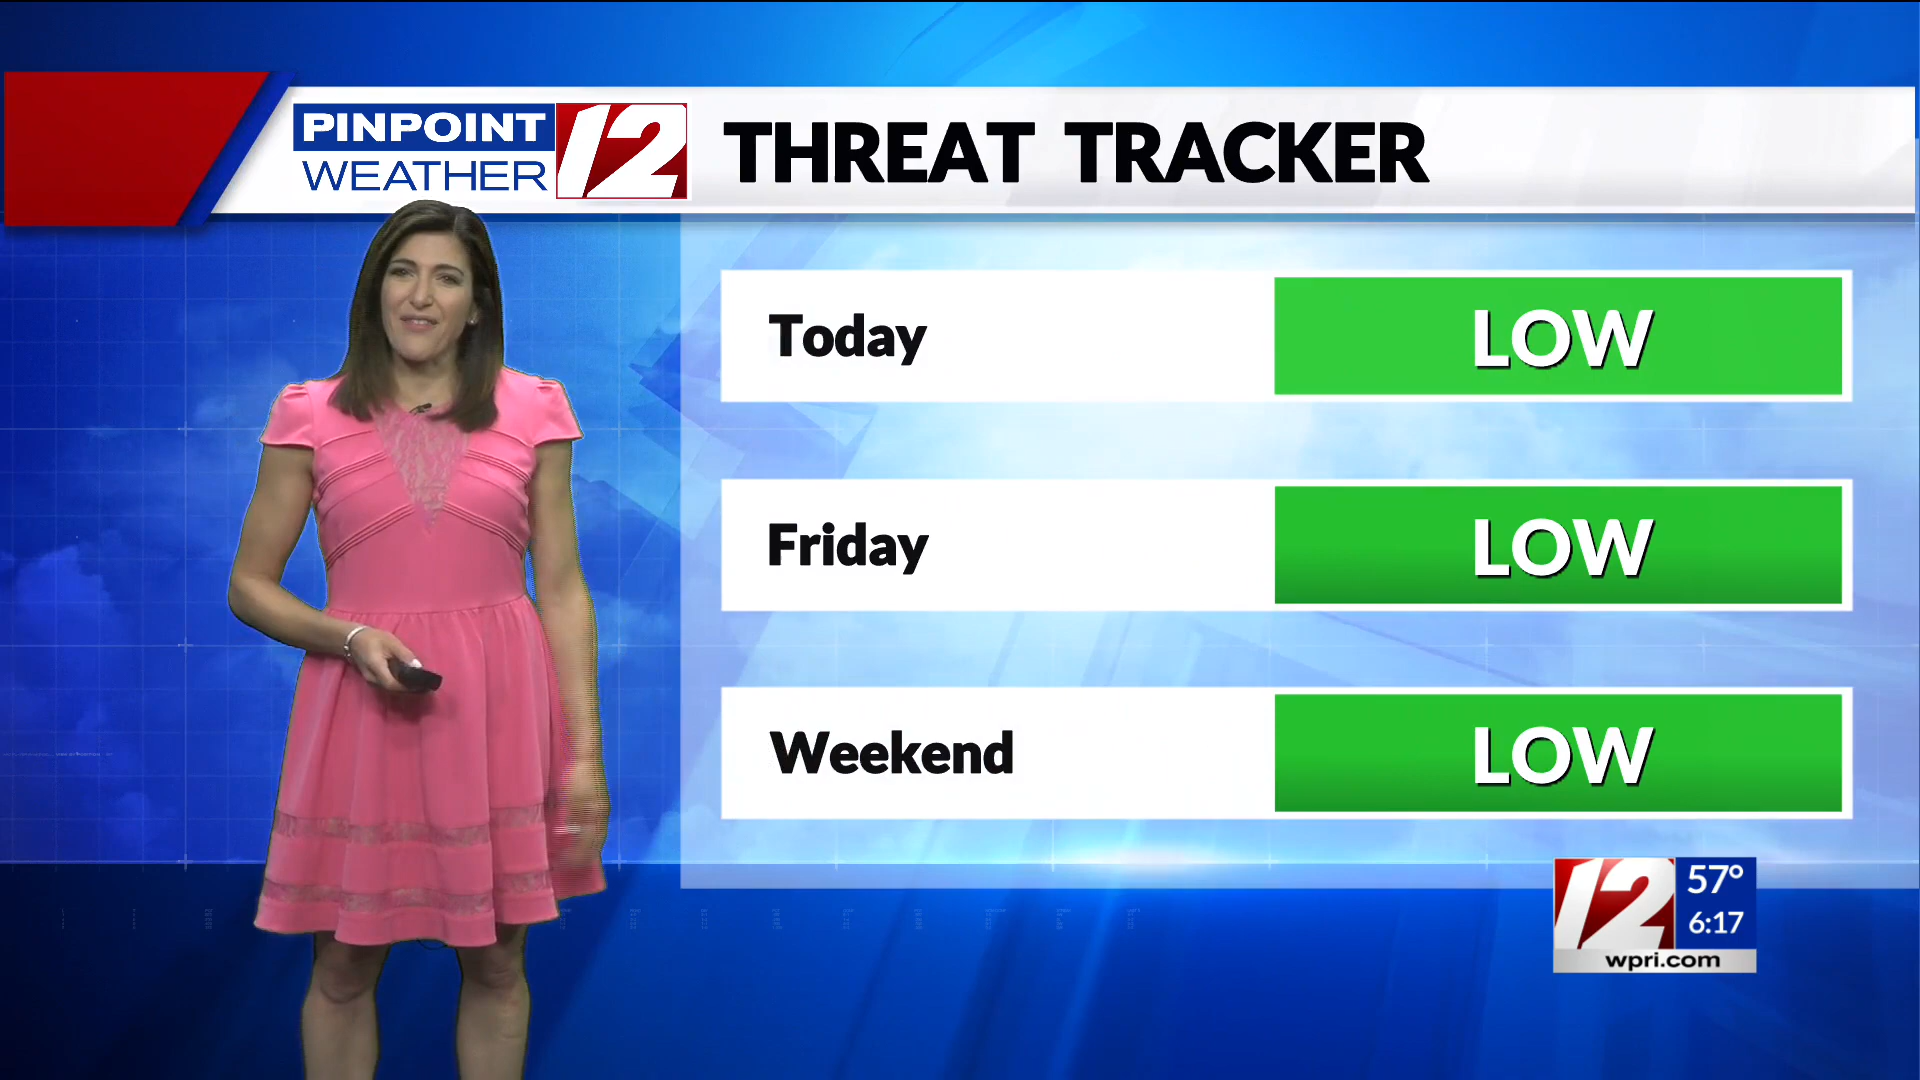 PINPOINT
WEATHER
12
THREAT TRACKER
Today
LOW
Friday
LOW
Weekend
LOW
12
57°
6:17
wpri.com